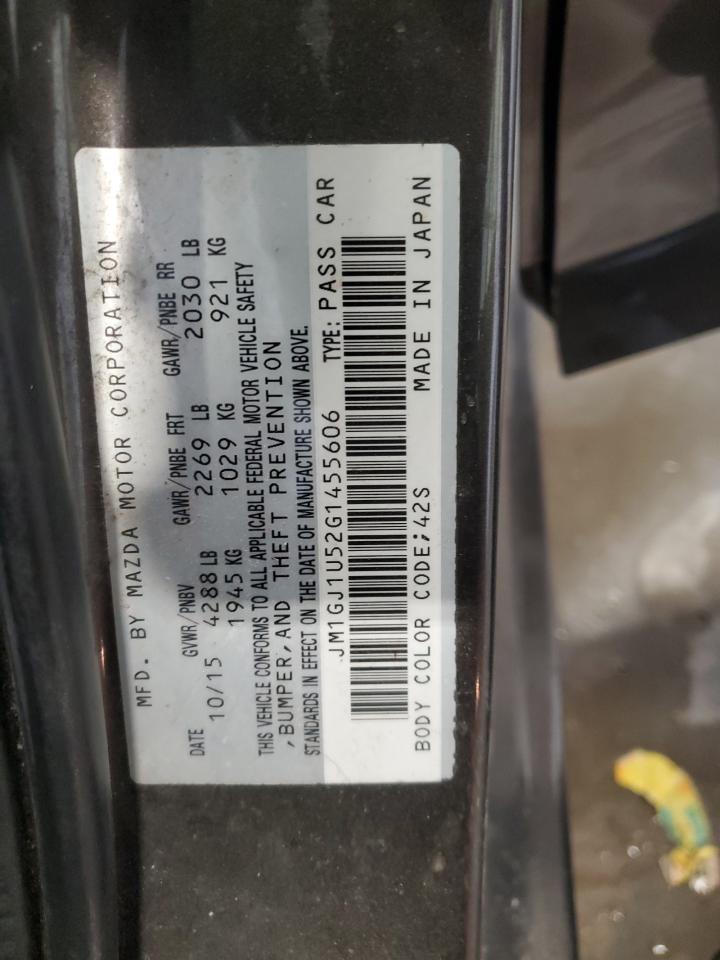 MFD. BY MAZDA MOTOR CORPORATION
DATE GVWR/PNBV GAWR/PNBE FRT GAWR/PNBE RR
10/15 4288 LB 2269 LB 2030 LB
1945 KG 1029 KG 921 KG
THIS VEHICLE CONFORMS TO ALL APPLICABLE FEDERAL MOTOR VEHICLE SAFETY
,BUMPER,AND THEFT PREVENTION
STANDARDS IN EFFECT ON THE DATE OF MANUFACTURE SHOWN ABOVE.
JM1GJ1U52G1455606 TYPE: PASS CAR
BODY COLOR CODE;42S MADE IN JAPAN